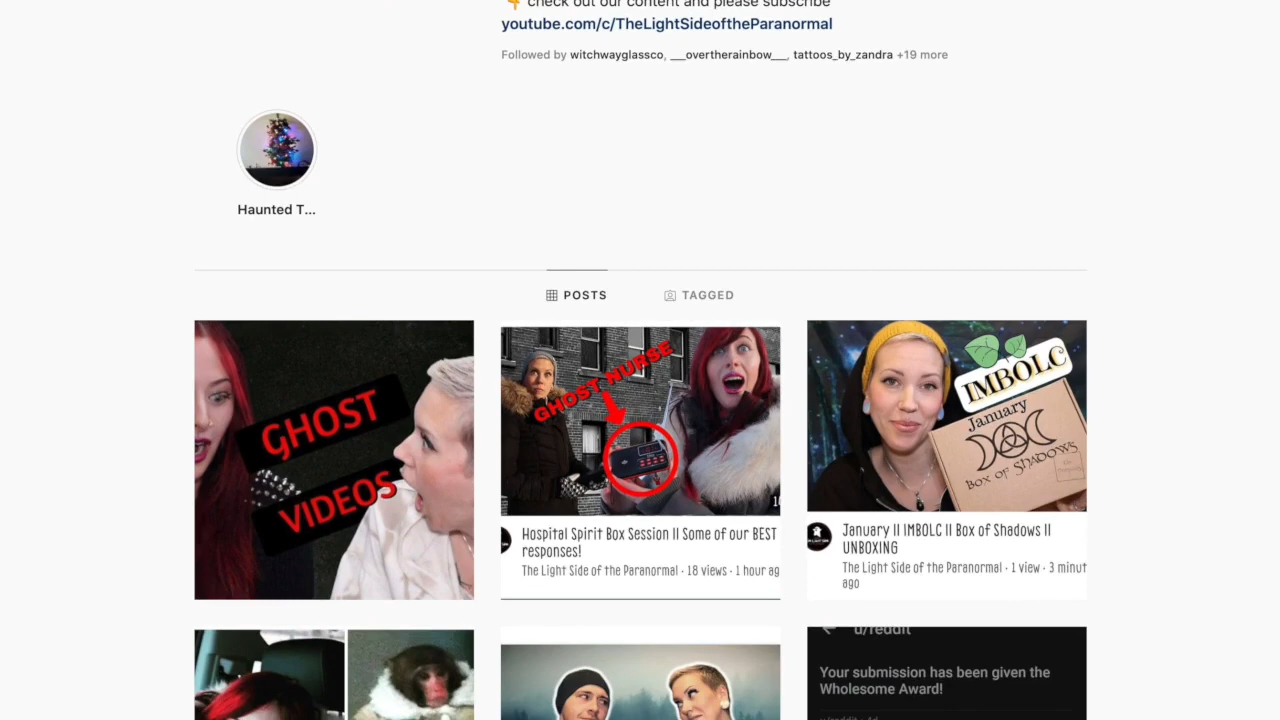 check out our content and please subscribe
youtube.com/c/TheLightSideoftheParanormal
Followed by witchwayglassco, ___overtherainbow___, tattoos_by_zandra +19 more
Haunted T...
POSTS
TAGGED
GHOST
VIDEOS
GHOST NURSE
Hospital Spirit Box Session II Some of our BEST
responses!
The Light Side of the Paranormal · 18 views · 1 hour ag
IMBOLC
January
BOX OF SHADOWS
January II IMBOLC II Box of Shadows II
UNBOXING
The Light Side of the Paranormal · 1 view · 3 minut
ago
u/reddit
Your submission has been given the
Wholesome Award!